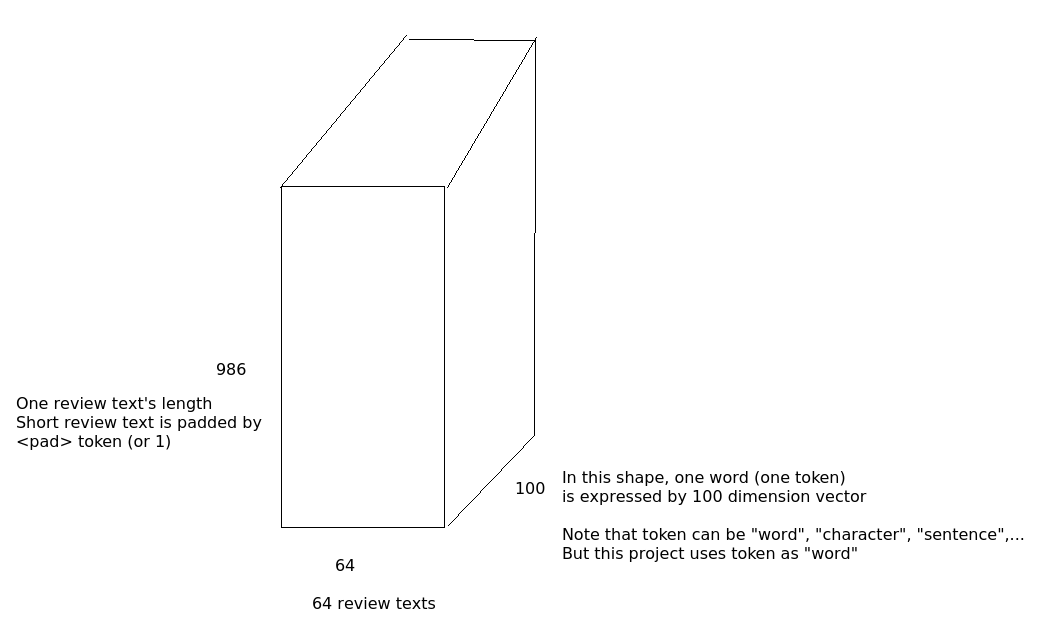 986
One review text's length
Short review text is padded by
<pad> token (or 1)
100
In this shape, one word (one token)
is expressed by 100 dimension vector
Note that token can be "word", "character", "sentence",...
But this project uses token as "word"
64
64 review texts